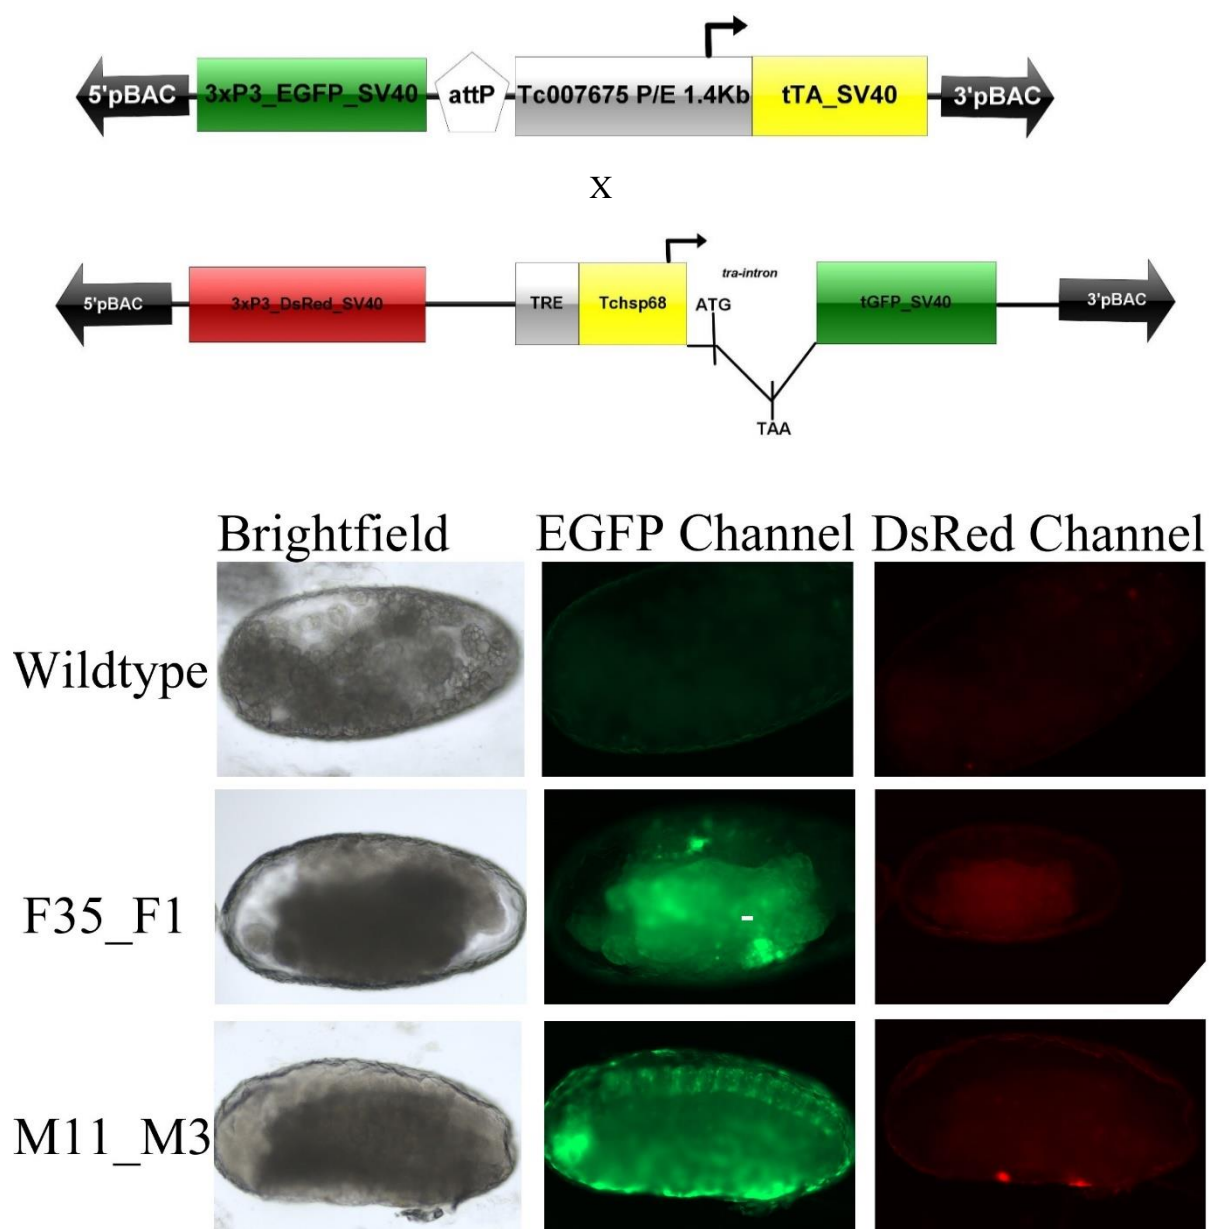 5'pBAC 3xP3_EGFP_SV40 attP Tc007675 P/E 1.4Kb tTA_SV40 3'pBAC
X
5'pBAC 3xP3_DsRed_SV40 TRE Tchsp68 ATG tra-intron tGFP_SV40 3'pBAC
TAA
Brightfield EGFP Channel DsRed Channel
Wildtype
F35_F1
M11_M3